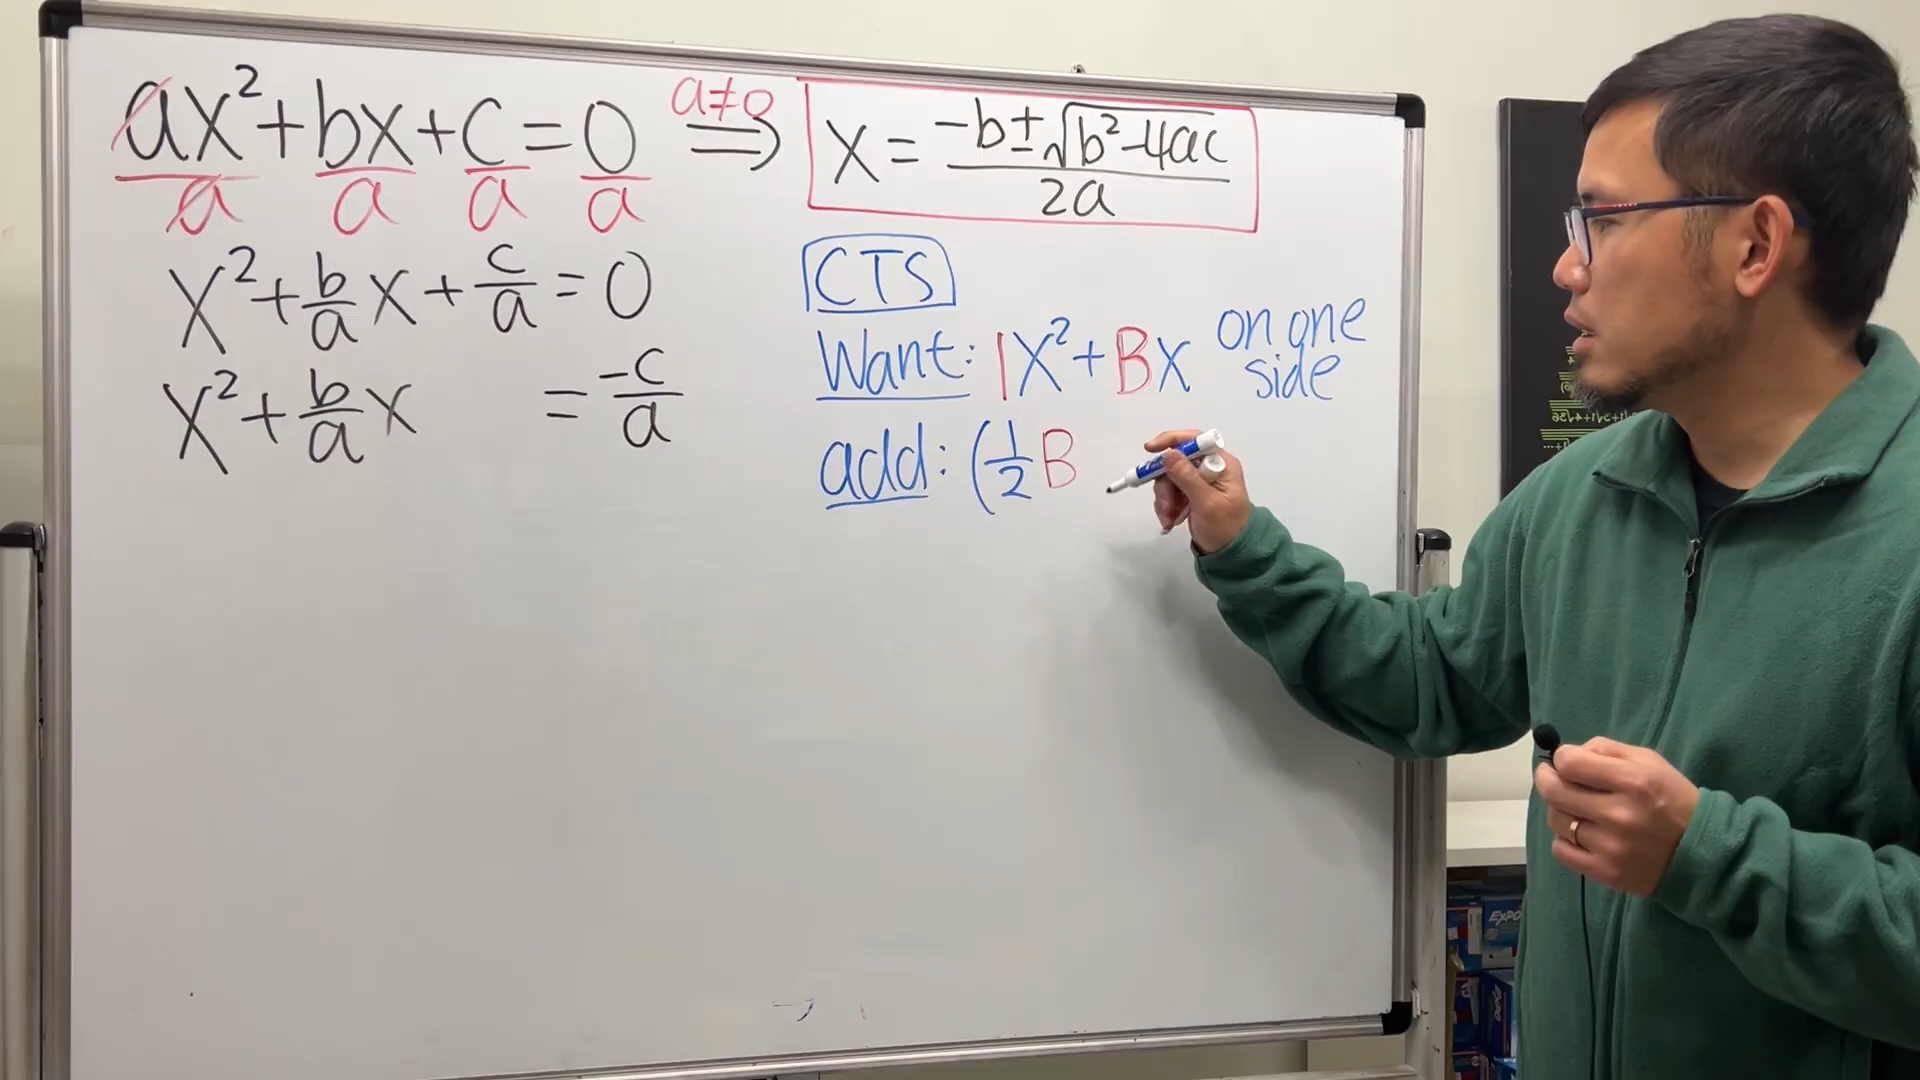 ax²+bx+c=0 a≠0 ⟹ x = (-b±√(b²-4ac))/(2a)
a a a a
x²+b/a x+c/a=0
x²+b/a x =-c/a
CTS
Want: 1x²+Bx on one side
add: (1/2 B
EXPO